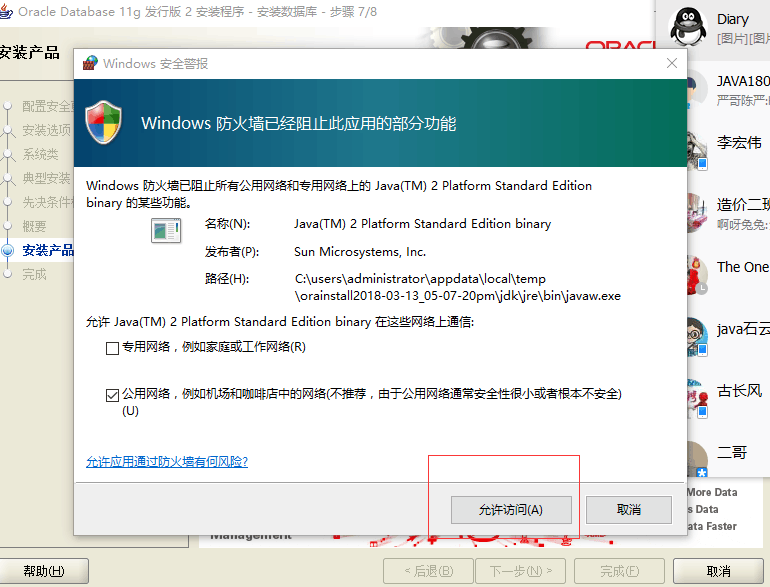 Oracle Database 11g 发行版 2 安装程序 - 安装数据库 - 步骤 7/8
安装产品
ORAC
配置安全
安装选项
系统类
典型安装
先决条件
概要
安装产品
完成
Windows 安全警报
Windows 防火墙已经阻止此应用的部分功能
Windows 防火墙已阻止所有公用网络和专用网络上的 Java(TM) 2 Platform Standard Edition
binary 的某些功能。
名称(N): Java(TM) 2 Platform Standard Edition binary
发布者(P): Sun Microsystems, Inc.
路径(H): C:\users\administrator\appdata\local\temp
\orainstall2018-03-13_05-07-20pm\jdk\jre\bin\javaw.exe
允许 Java(TM) 2 Platform Standard Edition binary 在这些网络上通信:
专用网络，例如家庭或工作网络(R)
公用网络，例如机场和咖啡店中的网络(不推荐，由于公用网络通常安全性很小或者根本不安全)
(U)
允许应用通过防火墙有何风险?
允许访问(A)
取消
Diary
[图片][图片
JAVA180
严哥陈严:
李宏伟
造价二班
啊呀兔兔:
The One
java石云
古长风
二哥
More Data
s Data
ata Faster
Management
帮助(H)
< 后退(B)
下一步(N) >
完成(F)
取消